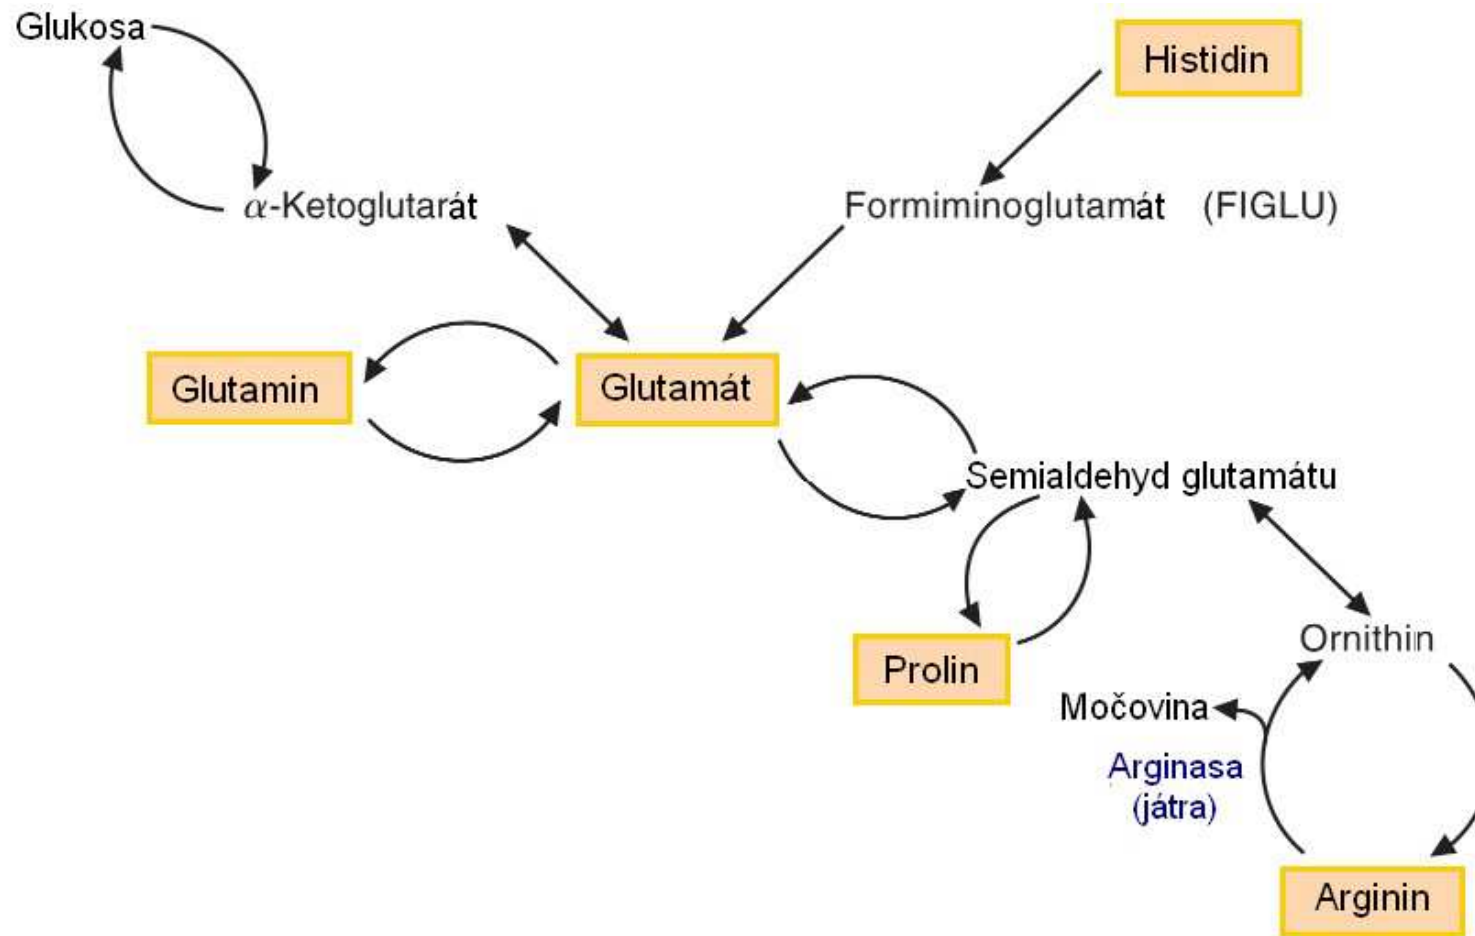 Glukosa
Histidin
α-Ketoglutarát
Formiminoglutamát (FIGLU)
Glutamin
Glutamát
Semialdehyd glutamátu
Ornithin
Prolin
Močovina
Arginasa
(játra)
Arginin